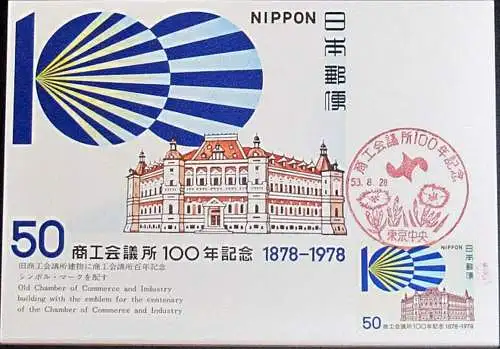 100
NIPPON
日本郵便
50 商工会議所100年記念 1878-1978
旧商工会議所建物に商工会議所百年記念
シンボル・マークを配す
Old Chamber of Commerce and Industry
building with the emblem for the centenary
of the Chamber of Commerce and Industry
商工会議所100年記念
53.8.28
東京中央
100
NIPPON
日本郵便
50 商工会議所100年記念 1878-1978